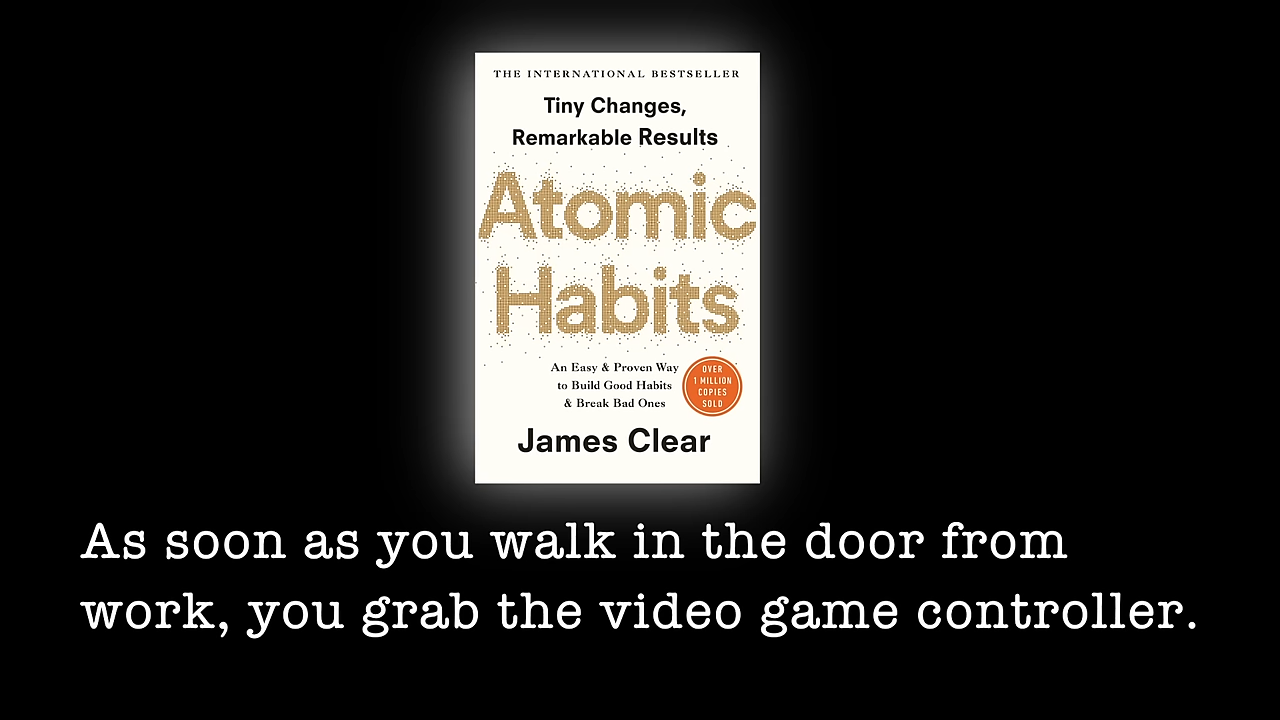 THE INTERNATIONAL BESTSELLER
Tiny Changes,
Remarkable Results
Atomic
Habits
An Easy & Proven Way
to Build Good Habits
& Break Bad Ones
OVER
1 MILLION
COPIES
SOLD
James Clear
As soon as you walk in the door from
work, you grab the video game controller.